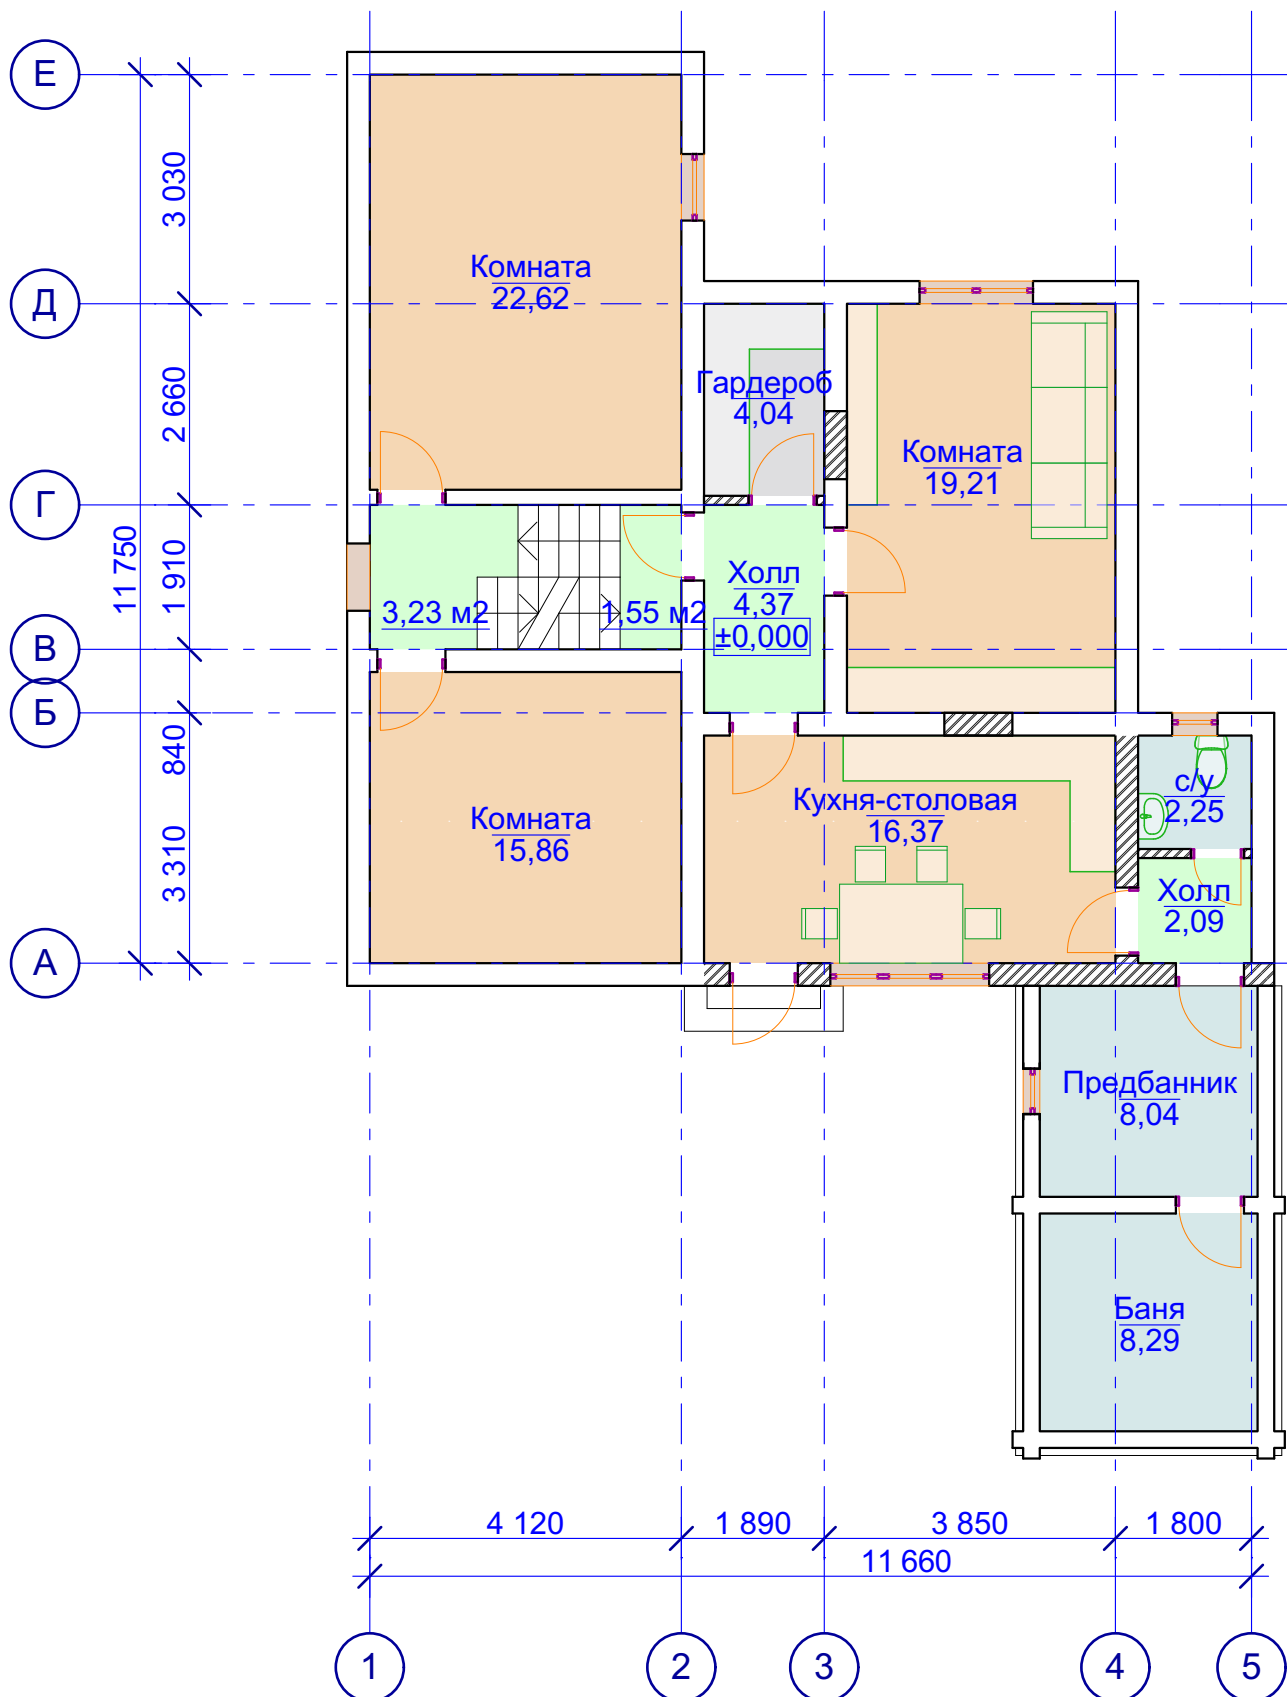 Е
3 030
Комната
22,62
Д
2 660
Гардероб
4,04
Комната
19,21
Г
11 750
1 910
Холл
4,37
±0,000
3,23 м2
1,55 м2
В
Б
840
3 310
Комната
15,86
Кухня-столовая
16,37
с/у
2,25
Холл
2,09
А
Предбанник
8,04
Баня
8,29
4 120
1 890
3 850
1 800
11 660
1
2
3
4
5